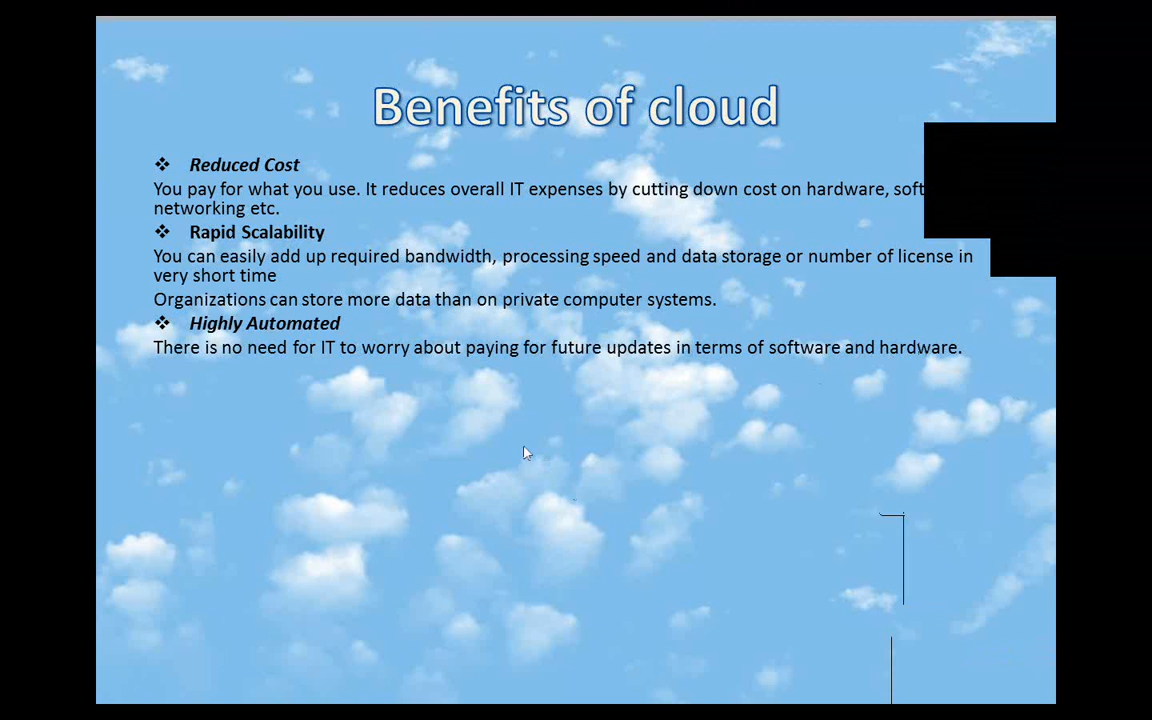 Benefits of cloud
❖ Reduced Cost
You pay for what you use. It reduces overall IT expenses by cutting down cost on hardware,
networking etc.
❖ Rapid Scalability
You can easily add up required bandwidth, processing speed and data storage or number of license in
very short time
Organizations can store more data than on private computer systems.
❖ Highly Automated
There is no need for IT to worry about paying for future updates in terms of software and hardware.